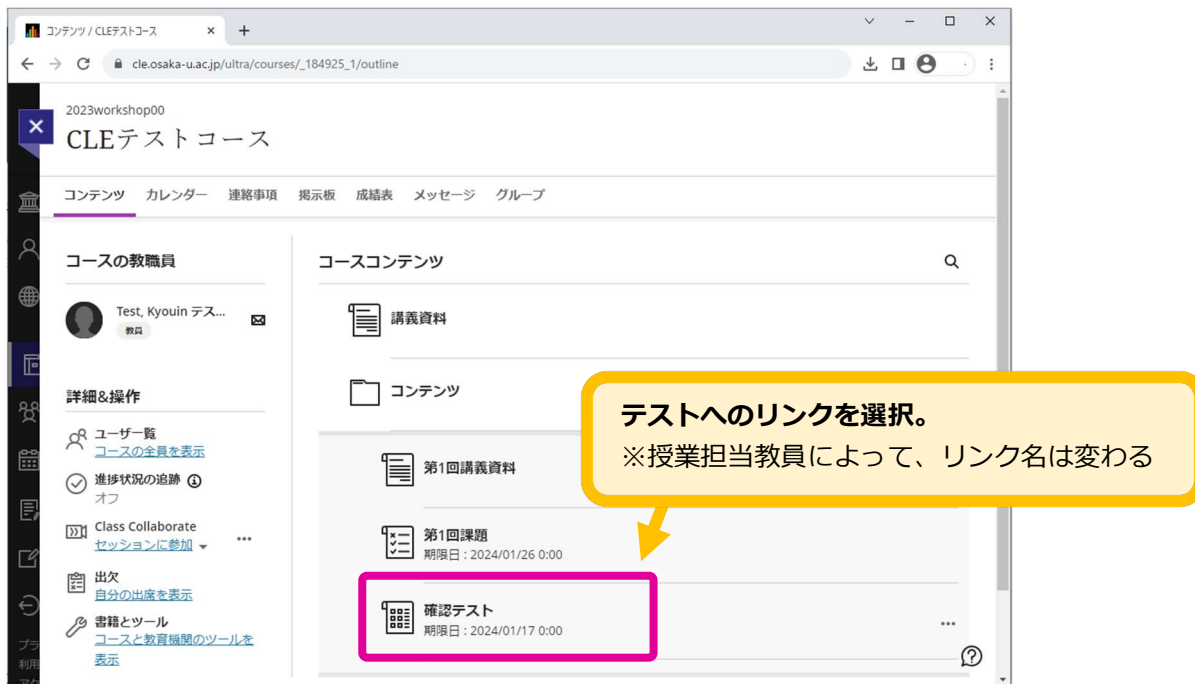 コンテンツ / CLEテストコース
cle.osaka-u.ac.jp/ultra/courses/_184925_1/outline
2023workshop00
CLEテストコース
コンテンツ カレンダー 連絡事項 掲示板 成績表 メッセージ グループ
コースの教職員
Test, Kyouin テス...
教員
詳細&操作
ユーザ一覧
コースの全員を表示
進捗状況の追跡
オフ
Class Collaborate
セッションに参加
出欠
自分の出席を表示
書籍とツール
コースと教育機関のツールを
表示
コースコンテンツ
講義資料
コンテンツ
第1回講義資料
第1回課題
期限日 : 2024/01/26 0:00
確認テスト
期限日 : 2024/01/17 0:00
テストへのリンクを選択。
※授業担当教員によって、リンク名は変わる
プラ
利用